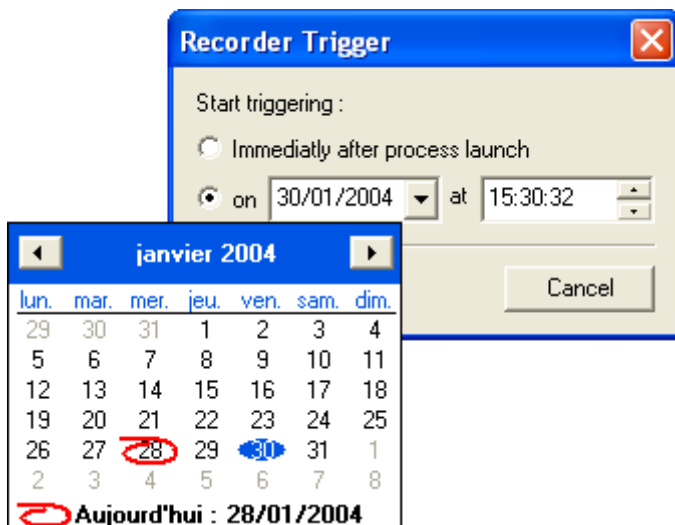 Recorder Trigger
Start triggering :
Immediatly after process launch
on 30/01/2004 at 15:30:32
Cancel
janvier 2004
lun. mar. mer. jeu. ven. sam. dim.
29 30 31 1 2 3 4
5 6 7 8 9 10 11
12 13 14 15 16 17 18
19 20 21 22 23 24 25
26 27 28 29 30 31 1
2 3 4 5 6 7 8
Aujourd'hui : 28/01/2004